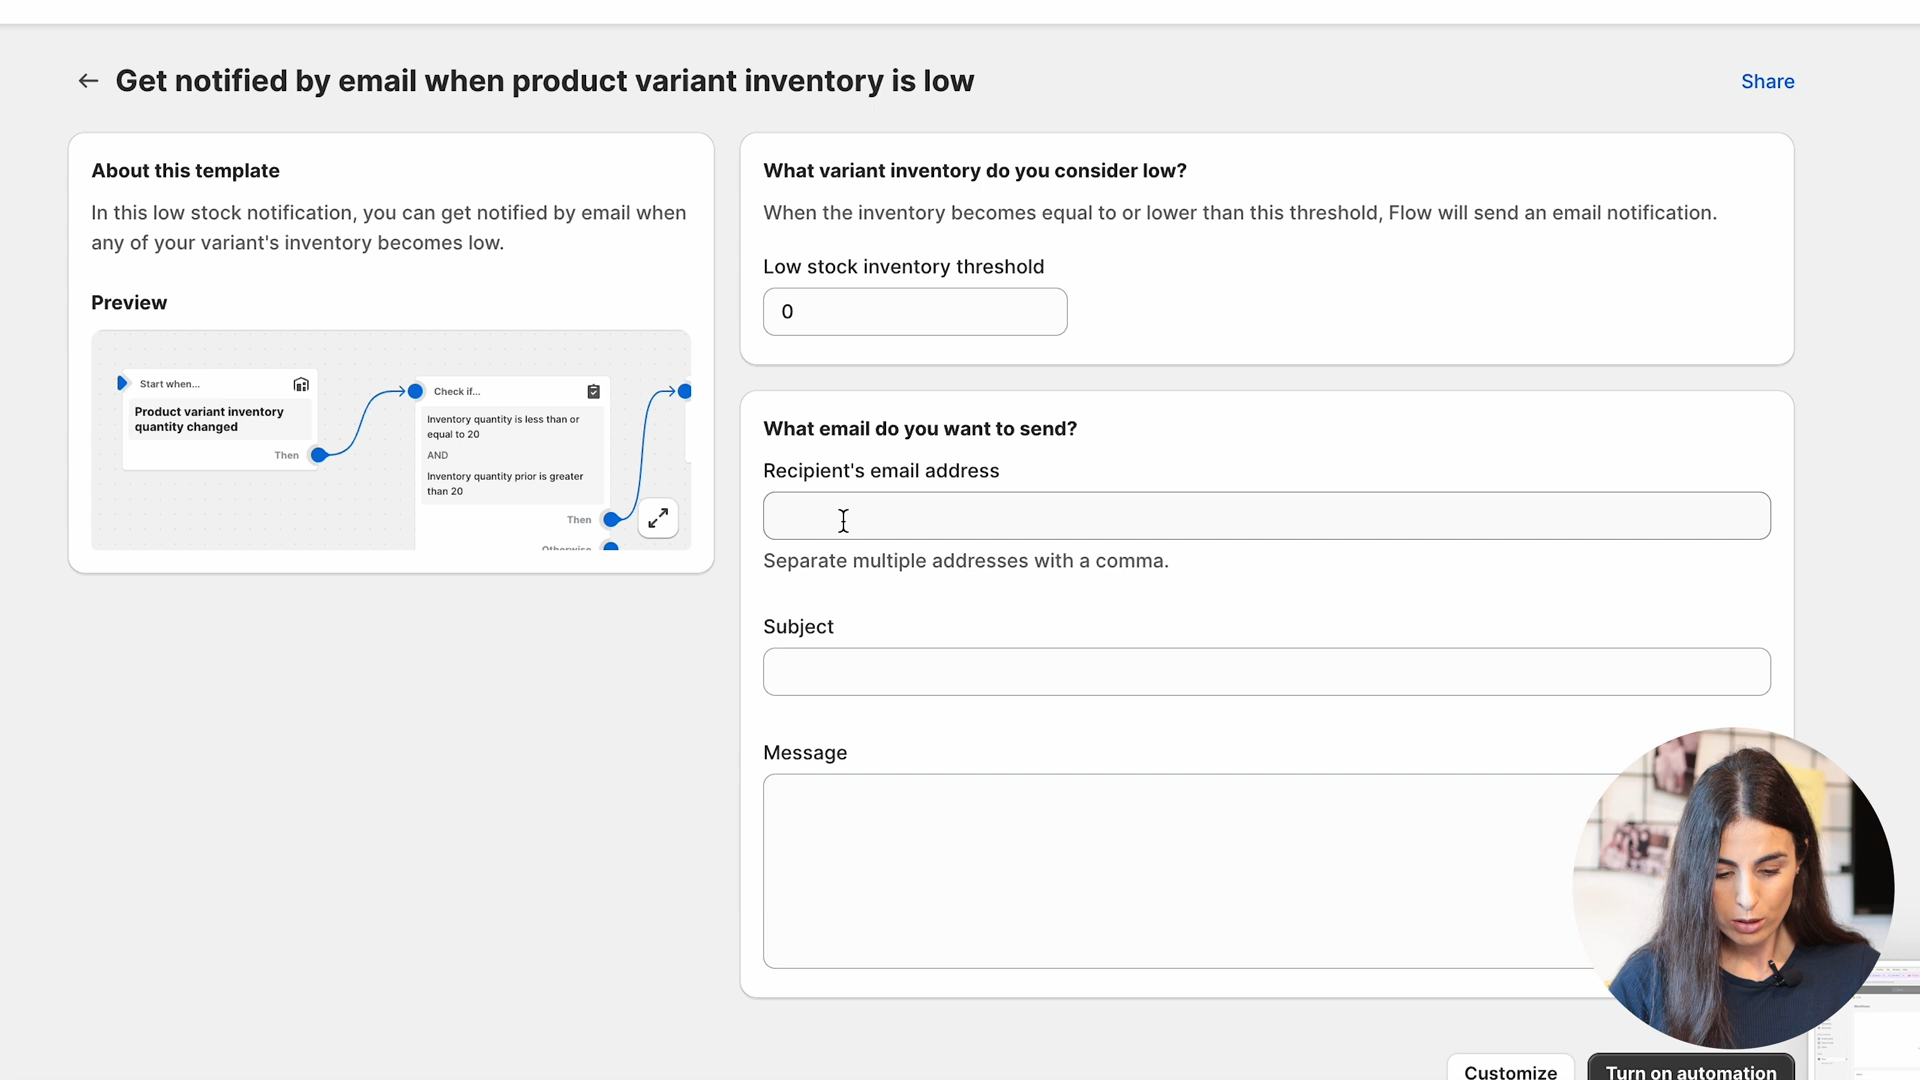 Get notified by email when product variant inventory is low
Share
About this template
In this low stock notification, you can get notified by email when
any of your variant's inventory becomes low.
Preview
Start when...
Product variant inventory
quantity changed
Then
Check if...
Inventory quantity is less than or
equal to 20
AND
Inventory quantity prior is greater
than 20
Then
Otherwise
What variant inventory do you consider low?
When the inventory becomes equal to or lower than this threshold, Flow will send an email notification.
Low stock inventory threshold
0
What email do you want to send?
Recipient's email address
Separate multiple addresses with a comma.
Subject
Message
Customize
Turn on automation